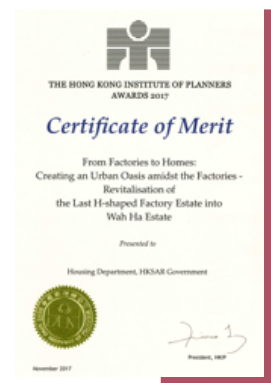 THE HONG KONG INSTITUTE OF PLANNERS
AWARDS 2017
Certificate of Merit
From Factories to Homes:
Creating an Urban Oasis amidst the Factories -
Revitalisation of
the Last H-shaped Factory Estate into
Wah Ha Estate
Presented to
Housing Department, HKSAR Government
President, HKIP
November 2017